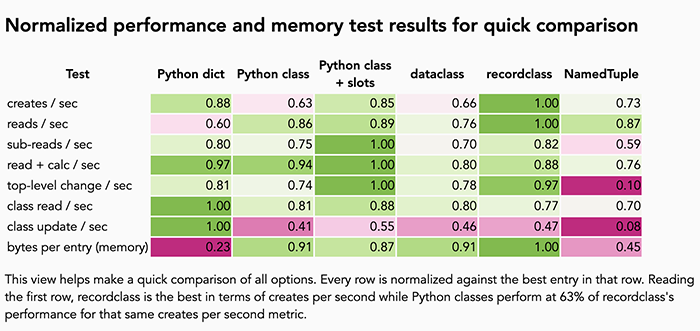 Normalized performance and memory test results for quick comparison
Test Python dict Python class Python class + slots dataclass recordclass NamedTuple
creates / sec 0.88 0.63 0.85 0.66 1.00 0.73
reads / sec 0.60 0.86 0.89 0.76 1.00 0.87
sub-reads / sec 0.80 0.75 1.00 0.70 0.82 0.59
read + calc / sec 0.97 0.94 1.00 0.80 0.88 0.76
top-level change / sec 0.81 0.74 1.00 0.78 0.97 0.10
class read / sec 1.00 0.81 0.88 0.80 0.77 0.70
class update / sec 1.00 0.41 0.55 0.46 0.47 0.08
bytes per entry (memory) 0.23 0.91 0.87 0.91 1.00 0.45
This view helps make a quick comparison of all options. Every row is normalized against the best entry in that row. Reading
the first row, recordclass is the best in terms of creates per second while Python classes perform at 63% of recordclass's
performance for that same creates per second metric.